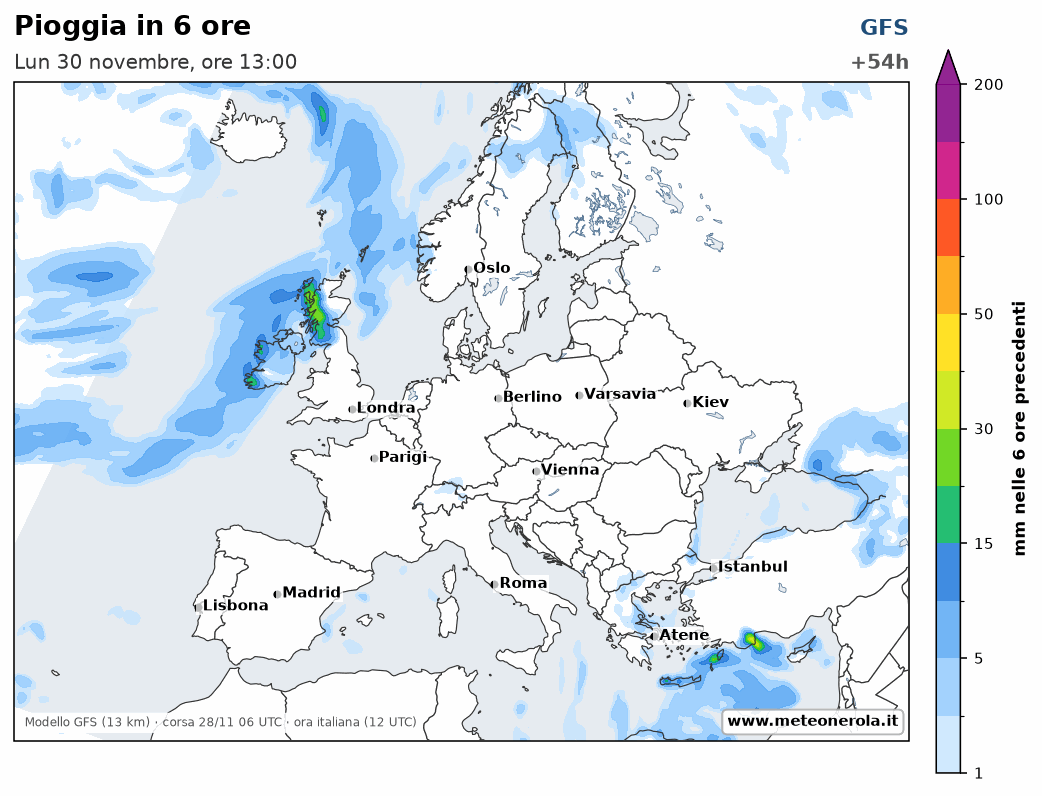 Pioggia in 6 ore
GFS
Lun 30 novembre, ore 13:00
+54h
200
100
50
30
15
5
1
mm nelle 6 ore precedenti
Oslo
Londra
Berlino
Varsavia
Kiev
Parigi
Vienna
Istanbul
Roma
Madrid
Lisbona
Atene
Modello GFS (13 km) · corsa 28/11 06 UTC · ora italiana (12 UTC)
www.meteonerola.it